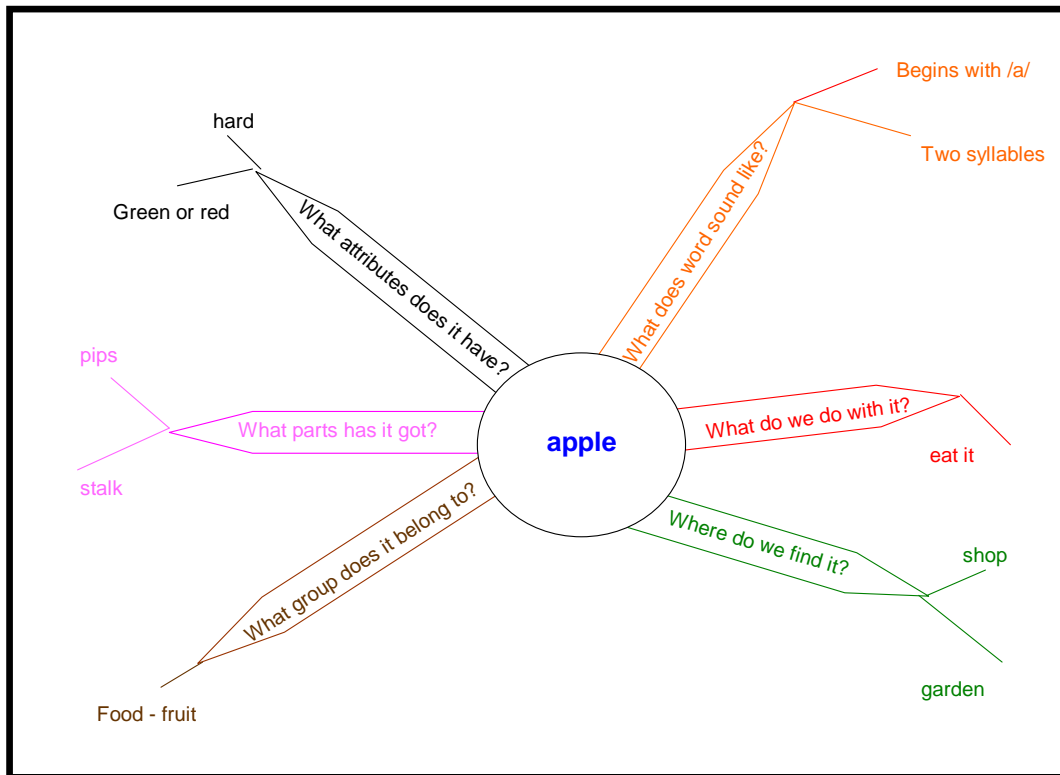 Begins with /a/
hard
Two syllables
Green or red
What attributes does it have?
What does word sound like?
pips
What parts has it got?
stalk
apple
What do we do with it?
eat it
Where do we find it?
shop
garden
What group does it belong to?
Food - fruit